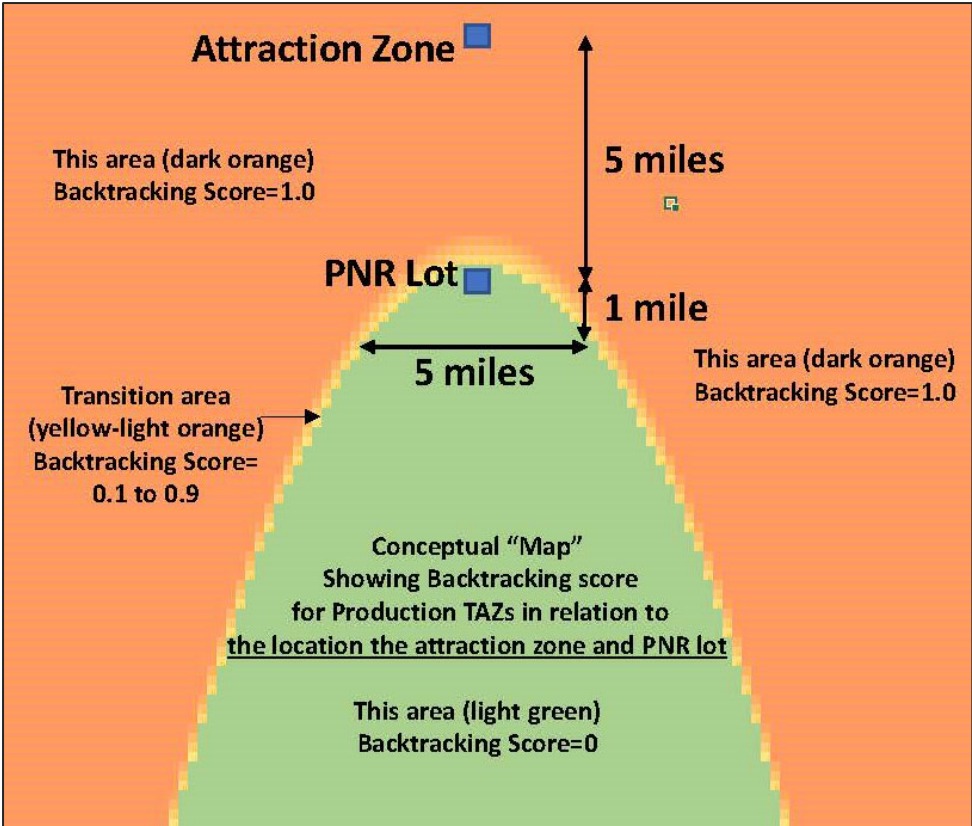 Attraction Zone
This area (dark orange)
Backtracking Score=1.0
5 miles
PNR Lot
1 mile
5 miles
This area (dark orange)
Backtracking Score=1.0
Transition area
(yellow-light orange)
Backtracking Score=
0.1 to 0.9
Conceptual “Map”
Showing Backtracking score
for Production TAZs in relation to
the location the attraction zone and PNR lot
This area (light green)
Backtracking Score=0